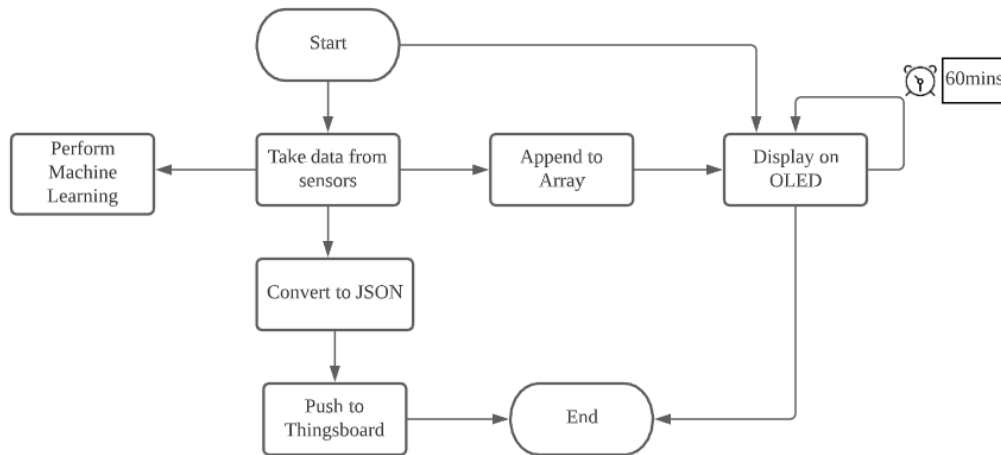 Start
60mins
Perform
Machine
Learning
Take data from
sensors
Append to
Array
Display on
OLED
Convert to JSON
Push to
Thingsboard
End